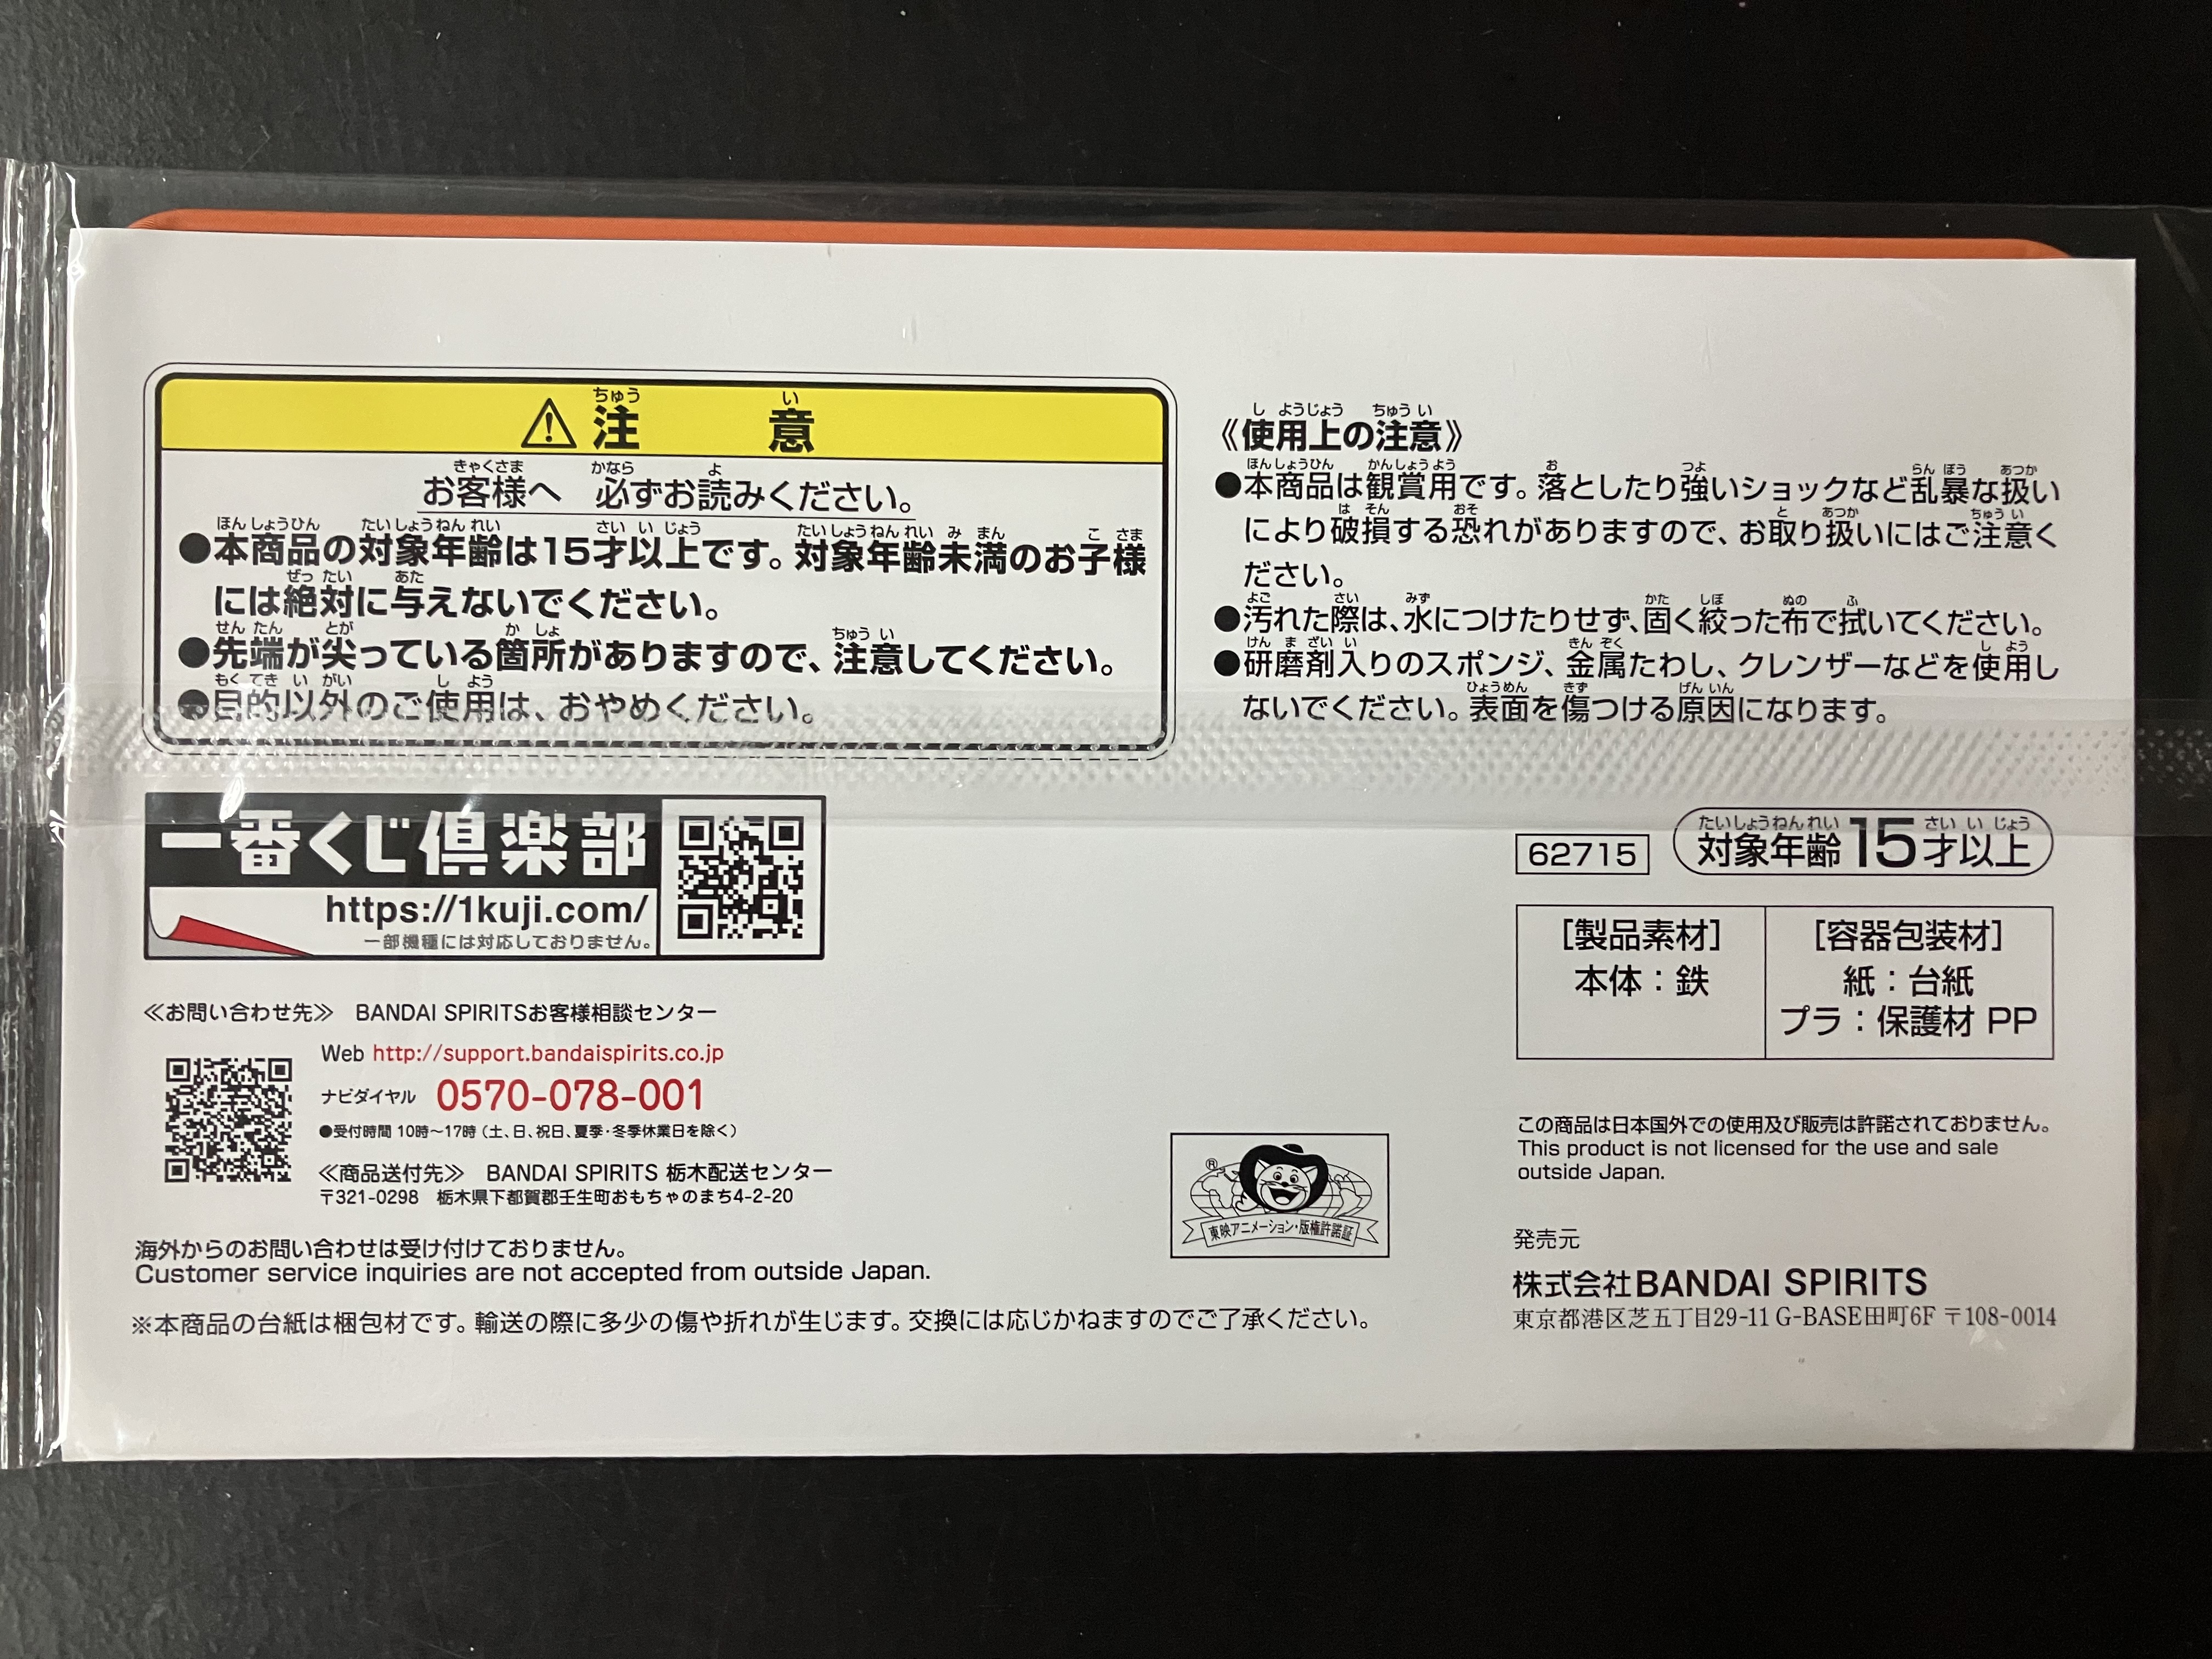 ⚠注意
お客様へ 必ずお読みください。
●本商品の対象年齢は15才以上です。対象年齢未満のお子様
には絶対に与えないでください。
●先端が尖っている箇所がありますので、注意してください。
●目的以外のご使用は、おやめください。
《使用上の注意》
●本商品は観賞用です。落としたり強いショックなど乱暴な扱い
により破損する恐れがありますので、お取り扱いにはご注意く
ださい。
●汚れた際は、水につけたりせず、固く絞った布で拭いてください。
●研磨剤入りのスポンジ、金属たわし、クレンザーなどを使用し
ないでください。表面を傷つける原因になります。
一番くじ倶楽部
https://1kuji.com/
一部機種には対応しておりません。
≪お問い合わせ先≫ BANDAI SPIRITSお客様相談センター
Web http://support.bandaispirits.co.jp
ナビダイヤル 0570-078-001
●受付時間 10時〜17時（土、日、祝日、夏季・冬季休業日を除く）
≪商品送付先≫ BANDAI SPIRITS 栃木配送センター
〒321-0298 栃木県下都賀郡壬生町おもちゃのまち4-2-20
海外からのお問い合わせは受け付けておりません。
Customer service inquiries are not accepted from outside Japan.
※本商品の台紙は梱包材です。輸送の際に多少の傷や折れが生じます。交換には応じかねますのでご了承ください。
®
東映アニメーション・版権許諾証
62715
対象年齢15才以上
[製品素材]
本体：鉄
[容器包装材]
紙：台紙
プラ：保護材 PP
この商品は日本国外での使用及び販売は許諾されておりません。
This product is not licensed for the use and sale
outside Japan.
発売元
株式会社BANDAI SPIRITS
東京都港区芝五丁目29-11 G-BASE田町6F 〒108-0014